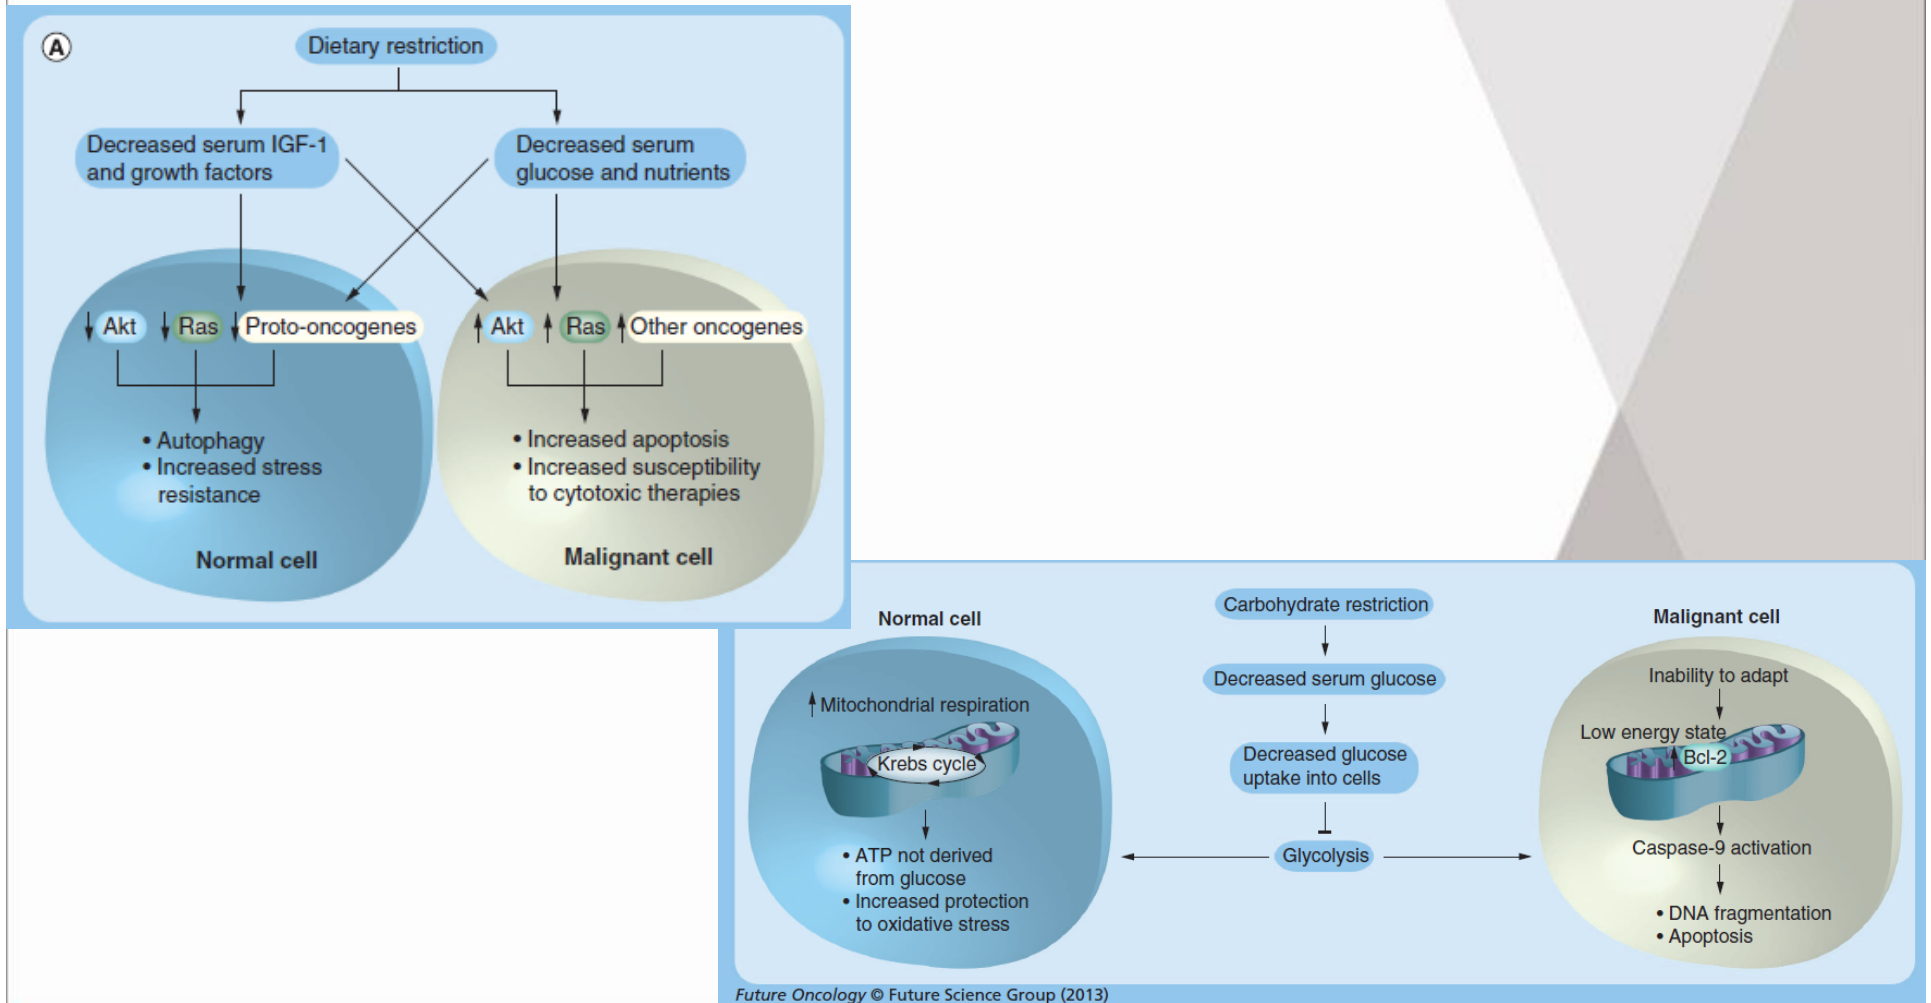 A
Dietary restriction
Decreased serum IGF-1
and growth factors
Decreased serum
glucose and nutrients
Akt
Ras
Proto-oncogenes
Akt
Ras
Other oncogenes
• Autophagy
• Increased stress
resistance
• Increased apoptosis
• Increased susceptibility
to cytotoxic therapies
Normal cell
Malignant cell
Normal cell
Mitochondrial respiration
Krebs cycle
• ATP not derived
from glucose
• Increased protection
to oxidative stress
Carbohydrate restriction
Decreased serum glucose
Decreased glucose
uptake into cells
Glycolysis
Malignant cell
Inability to adapt
Low energy state
Bcl-2
Caspase-9 activation
• DNA fragmentation
• Apoptosis
Future Oncology © Future Science Group (2013)